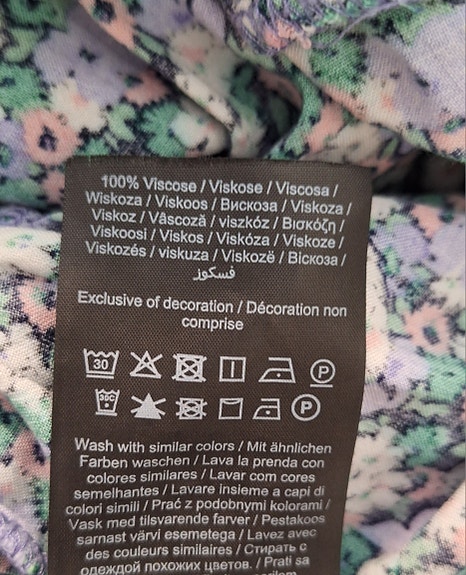 100% Viscose / Viskose / Viscosa /
Wiskoza / Viskoos / Вискоза / Viskoza /
Viskoz / Vâscoză / viszkóz / Βισκόζη /
Viskoosi / Viskos / Viskóza / Viskoze /
Viskozės / viskuza / Viskozë / Віскоза /
فسكوز
Exclusive of decoration / Décoration non
comprise
30 P
30C P
Wash with similar colors / Mit ähnlichen
Farben waschen / Lava la prenda con
colores similares / Lavar com cores
semelhantes / Lavare insieme a capi di
colori simili / Prać z podobnymi kolorami /
Vask med tilsvarende farver / Pestakoos
sarnast värvi esemetega / Lavez avec
des couleurs similaires / Стирать с
одеждой похожих цветов. / Prati sa